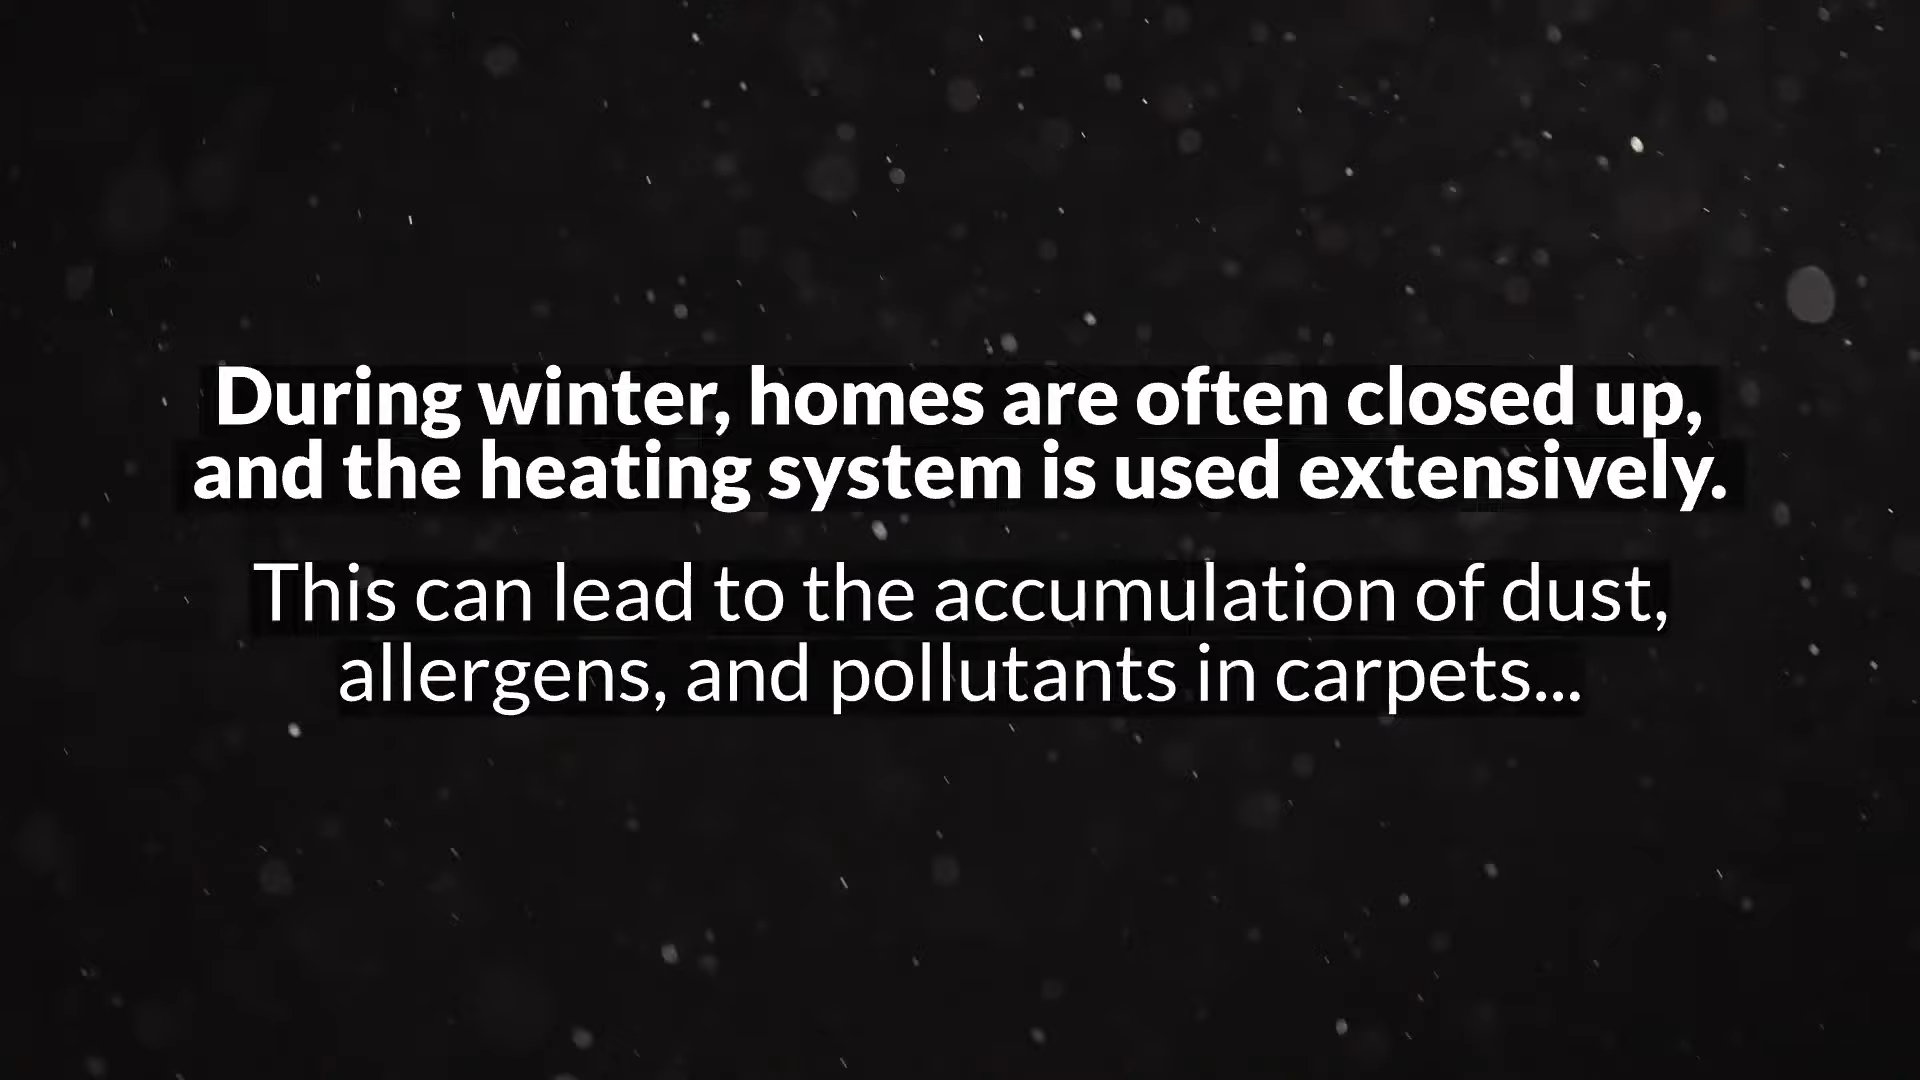 During winter, homes are often closed up,
and the heating system is used extensively.
This can lead to the accumulation of dust,
allergens, and pollutants in carpets...